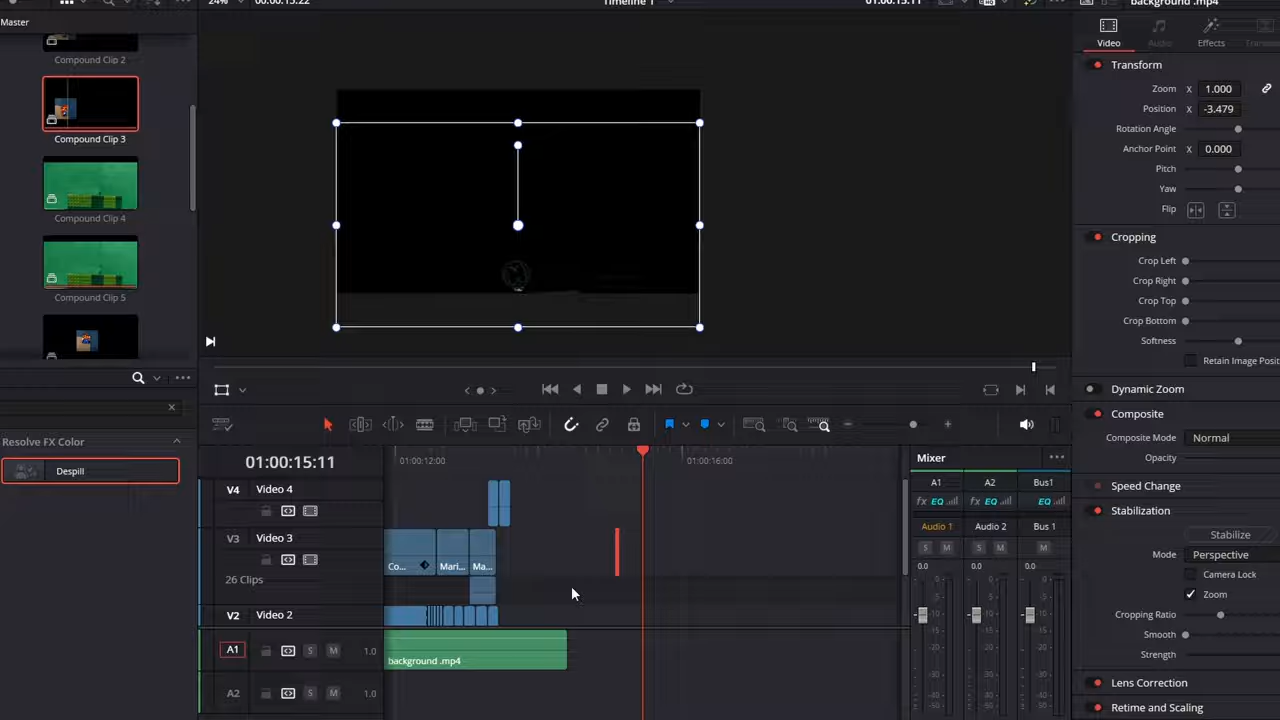 24%
00:00:15:22
Timeline 1
01:00:15:11
background .mp4
Master
Compound Clip 2
Compound Clip 3
Compound Clip 4
Compound Clip 5
Resolve FX Color
Despill
Video
Audio
Effects
Transform
Zoom X 1.000
Position X -3.479
Rotation Angle
Anchor Point X 0.000
Pitch
Yaw
Flip
Cropping
Crop Left
Crop Right
Crop Top
Crop Bottom
Softness
Retain Image Posit
Dynamic Zoom
Composite
Composite Mode Normal
Opacity
Speed Change
Stabilization
Stabilize
Mode Perspective
Camera Lock
Zoom
Cropping Ratio
Smooth
Strength
Lens Correction
Retime and Scaling
01:00:15:11
01:00:12:00
01:00:16:00
V4 Video 4
V3 Video 3
26 Clips
Co...
Mari...
Ma...
V2 Video 2
A1 S M 1.0
background .mp4
A2 S M 1.0
Mixer
A1 A2 Bus1
fx EQ fx EQ EQ
Audio 1 Audio 2 Bus 1
S M S M M
0.0 0.0 0.0